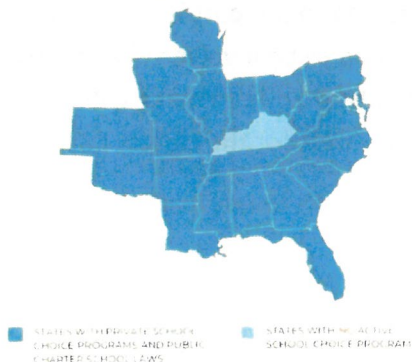 STATES WITH PRIVATE SCHOOL
CHOICE PROGRAMS AND PUBLIC
CHARTER SCHOOL LAWS
STATES WITH NO ACTIVE
SCHOOL CHOICE PROGRAM